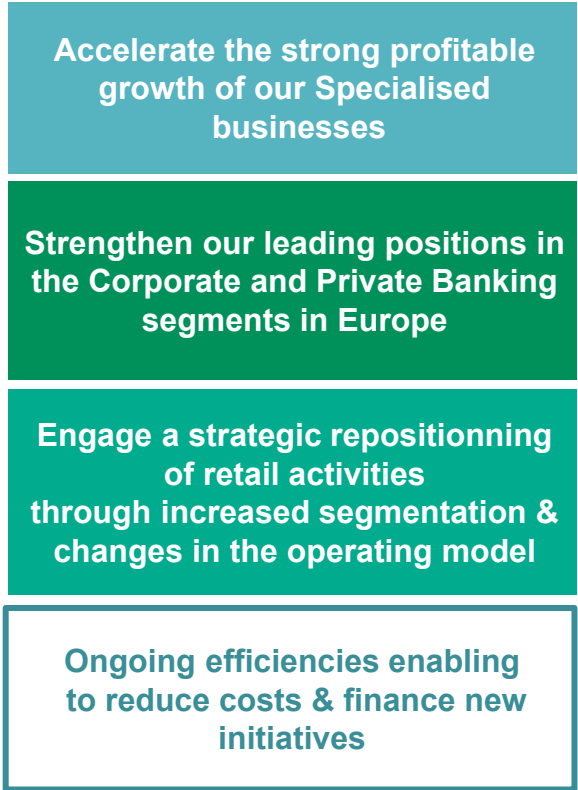 Accelerate the strong profitable
growth of our Specialised
businesses
Strengthen our leading positions in
the Corporate and Private Banking
segments in Europe
Engage a strategic repositionning
of retail activities
through increased segmentation &
changes in the operating model
Ongoing efficiencies enabling
to reduce costs & finance new
initiatives